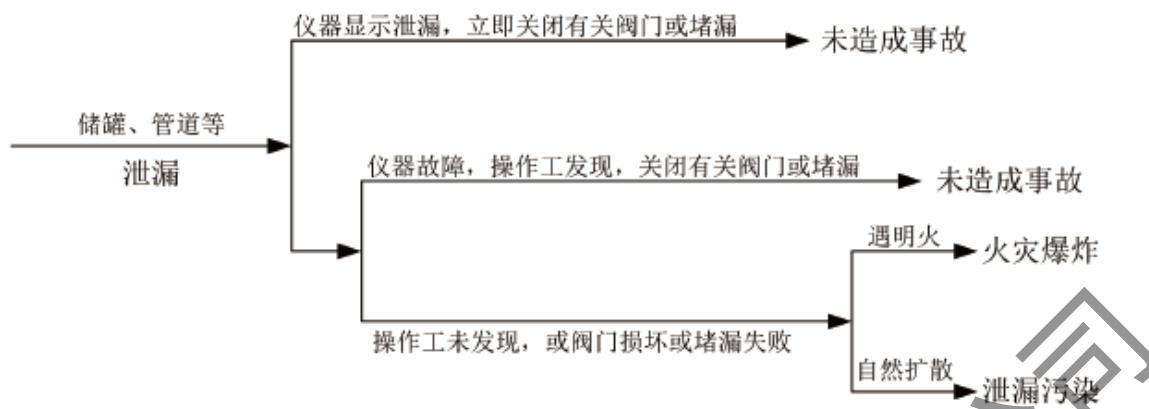 仪器显示泄漏，立即关闭有关阀门或堵漏
未造成事故
储罐、管道等
泄漏
仪器故障，操作工发现，关闭有关阀门或堵漏
未造成事故
遇明火
火灾爆炸
操作工未发现，或阀门损坏或堵漏失败
自然扩散
泄漏污染